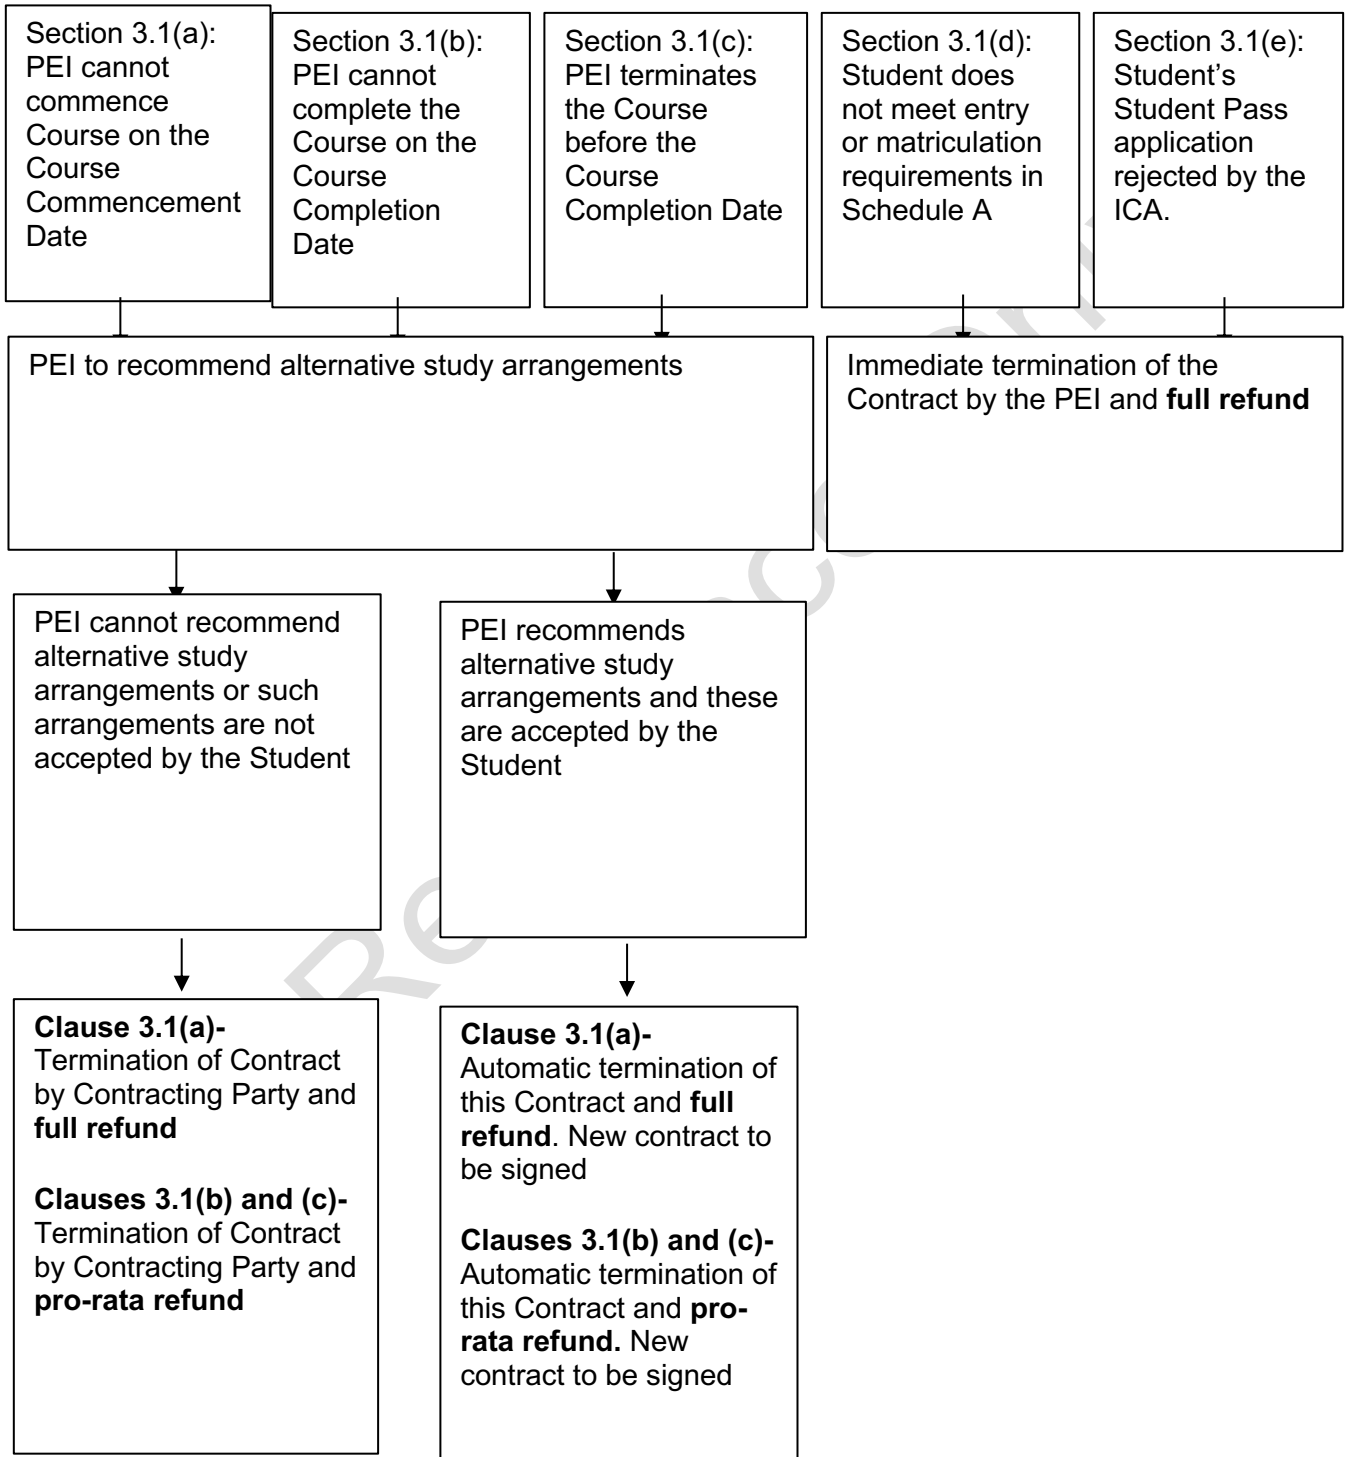 Section 3.1(a):
PEI cannot
commence
Course on the
Course
Commencement
Date
Section 3.1(b):
PEI cannot
complete the
Course on the
Course
Completion
Date
Section 3.1(c):
PEI terminates
the Course
before the
Course
Completion Date
Section 3.1(d):
Student does
not meet entry
or matriculation
requirements in
Schedule A
Section 3.1(e):
Student’s
Student Pass
application
rejected by the
ICA.
PEI to recommend alternative study arrangements
Immediate termination of the
Contract by the PEI and full refund
PEI cannot recommend
alternative study
arrangements or such
arrangements are not
accepted by the Student
PEI recommends
alternative study
arrangements and these
are accepted by the
Student
Clause 3.1(a)-
Termination of Contract
by Contracting Party and
full refund
Clauses 3.1(b) and (c)-
Termination of Contract
by Contracting Party and
pro-rata refund
Clause 3.1(a)-
Automatic termination of
this Contract and full
refund. New contract to
be signed
Clauses 3.1(b) and (c)-
Automatic termination of
this Contract and pro-
rata refund. New
contract to be signed